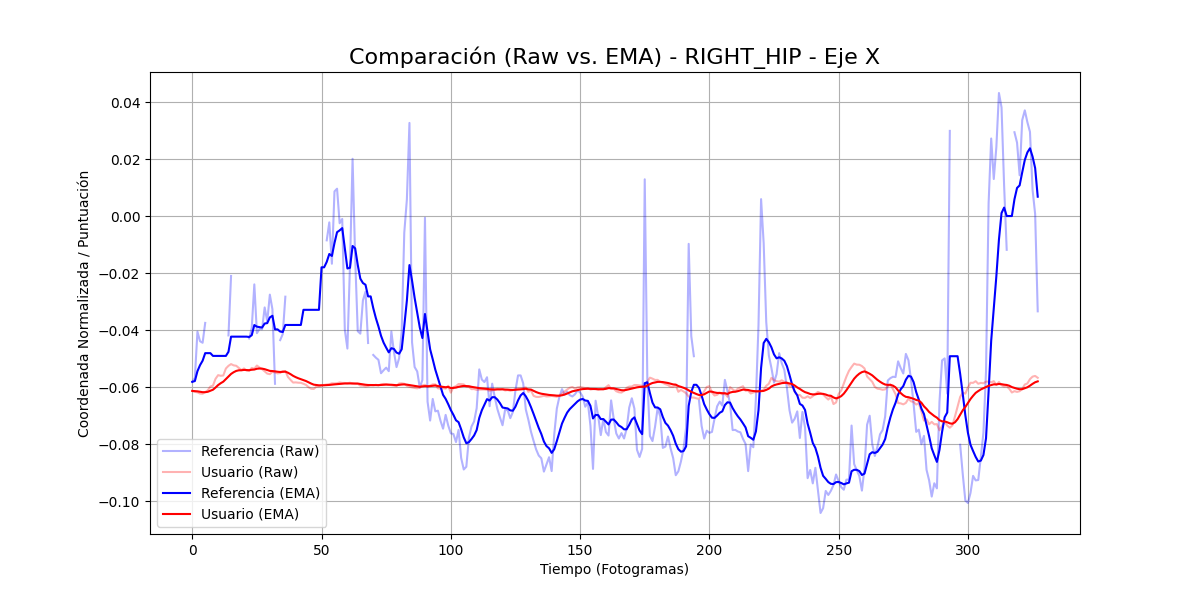 Comparación (Raw vs. EMA) - RIGHT_HIP - Eje X
Coordenada Normalizada / Puntuación
0.04
0.02
0.00
−0.02
−0.04
−0.06
−0.08
−0.10
Referencia (Raw)
Usuario (Raw)
Referencia (EMA)
Usuario (EMA)
0 50 100 150 200 250 300
Tiempo (Fotogramas)